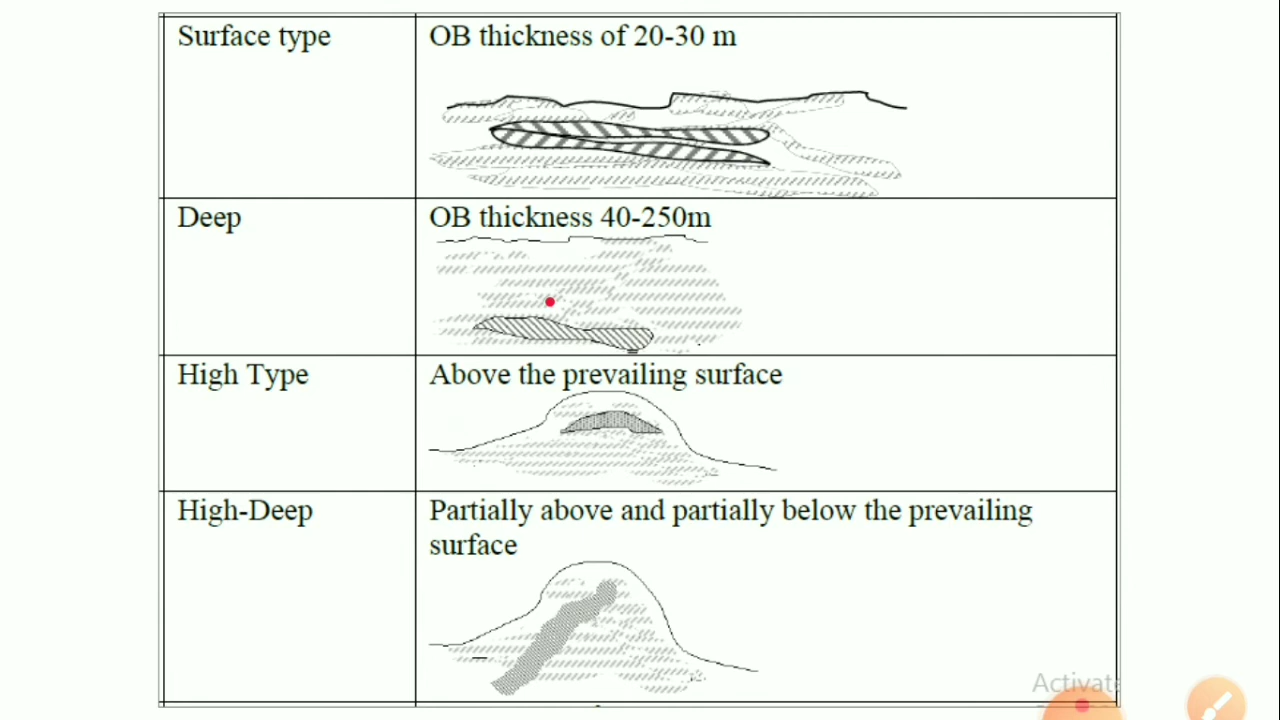 Surface type
OB thickness of 20-30 m
Deep
OB thickness 40-250m
High Type
Above the prevailing surface
High-Deep
Partially above and partially below the prevailing
surface
Activat